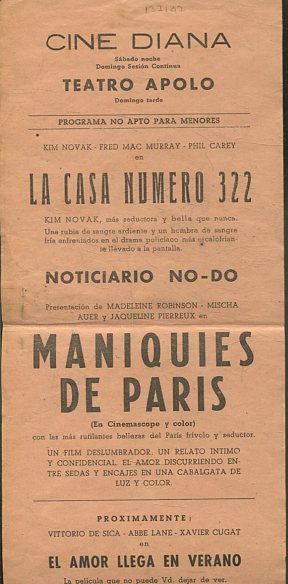 CINE DIANA
Sábado noche
Domingo Sesión Continua
TEATRO APOLO
Domingo tarde
PROGRAMA NO APTO PARA MENORES
KIM NOVAK - FRED MAC MURRAY - PHIL CAREY
en
LA CASA NUMERO 322
KIM NOVAK, más seductora y bella que nunca.
Una rubia de sangre ardiente y un hombre de sangre
fría enfrentados en el drama policíaco más escalofrian-
te llevado a la pantalla.
NOTICIARIO NO-DO
Presentación de MADELEINE ROBINSON - MISCHA
AUER y JAQUELINE PIERREUX en
MANIQUIES
DE PARIS
(En Cinemascope y color)
con las más rutilantes bellezas del París frívolo y seductor.
UN FILM DESLUMBRADOR. UN RELATO INTIMO
Y CONFIDENCIAL. EL AMOR DISCURRIENDO EN-
TRE SEDAS Y ENCAJES EN UNA CABALGATA DE
LUZ Y COLOR.
PROXIMAMENTE:
VITTORIO DE SICA - ABBE LANE - XAVIER CUGAT
en
EL AMOR LLEGA EN VERANO
La película que no puede Vd. dejar de ver.